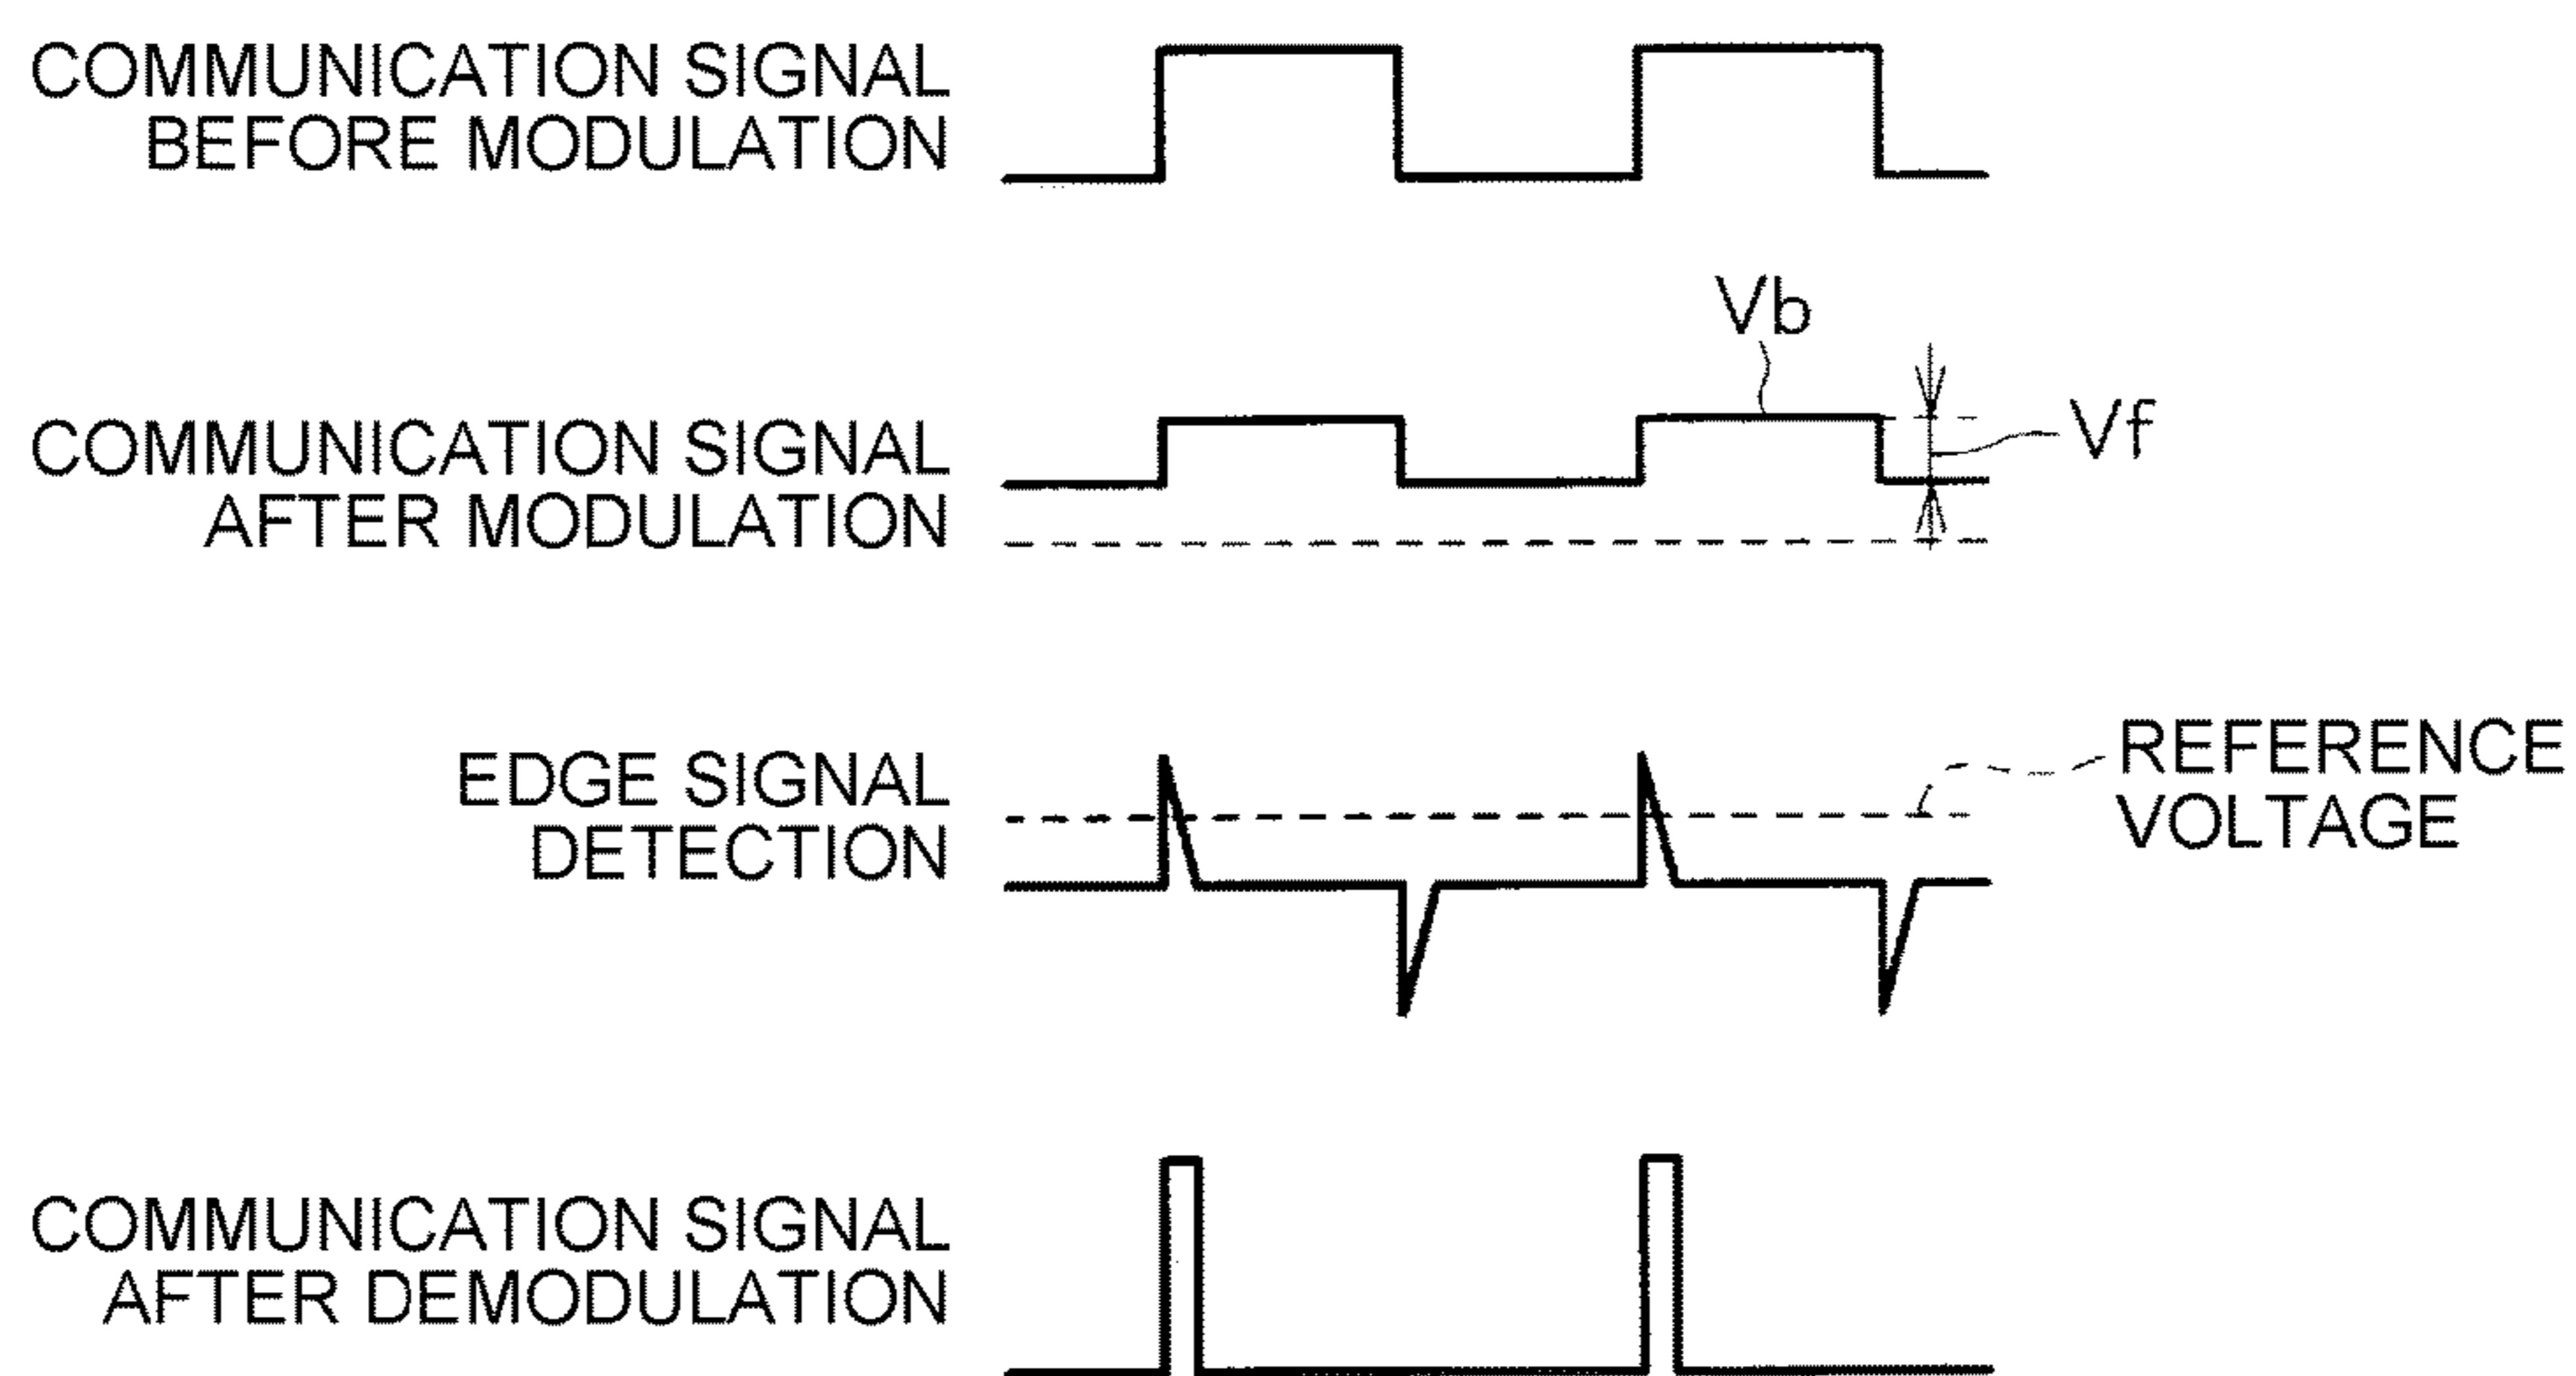 COMMUNICATION SIGNAL
BEFORE MODULATION
Vb
COMMUNICATION SIGNAL
AFTER MODULATION
Vf
EDGE SIGNAL
DETECTION
REFERENCE
VOLTAGE
COMMUNICATION SIGNAL
AFTER DEMODULATION